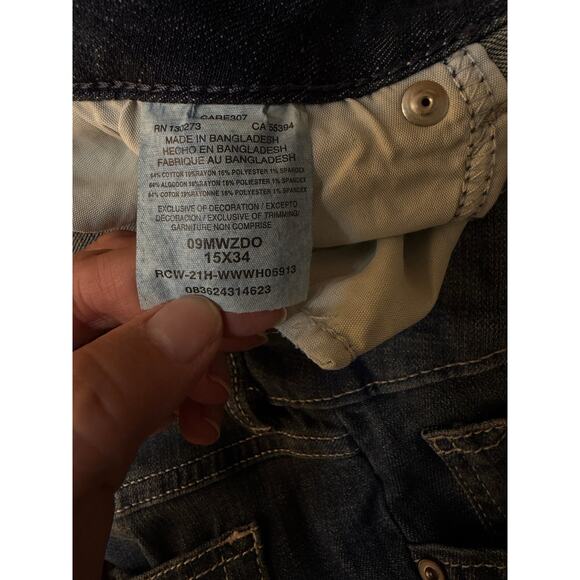 CARE307
RN 130273 CA 55394
MADE IN BANGLADESH
HECHO EN BANGLADESH
FABRIQUE AU BANGLADESH
64% COTTON 19%RAYON 16% POLYESTER 1% SPANDEX
64% ALGODON 19%RAYON 16% POLYESTER 1% SPANDEX
64% COTON 19%RAYONNE 16% POLYESTER 1% SPANDEX
EXCLUSIVE OF DECORATION / EXCEPTO
DECORACION / EXCLUSIVE OF TRIMMING/
GARNITURE NON COMPRISE
09MWZDO
15X34
RCW-21H-WWWH05913
083624314623